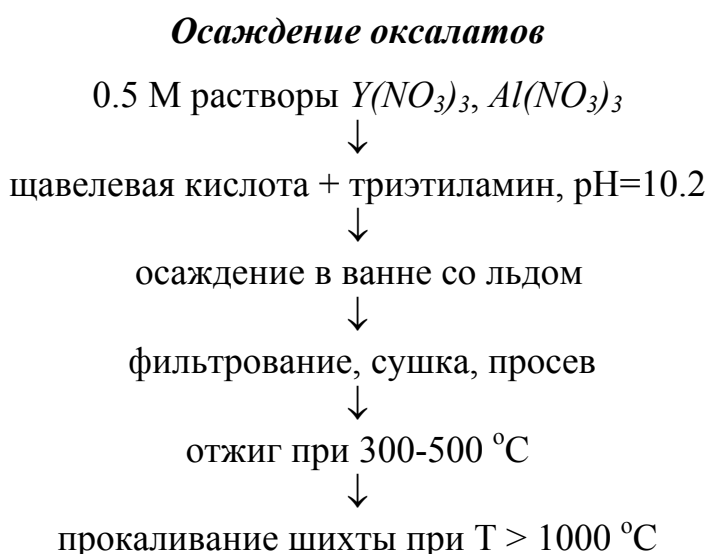 Осаждение оксалатов
0.5 М растворы Y(NO₃)₃, Al(NO₃)₃
↓
щавелевая кислота + триэтиламин, pH=10.2
↓
осаждение в ванне со льдом
↓
фильтрование, сушка, просев
↓
отжиг при 300-500 °C
↓
прокаливание шихты при T > 1000 °C